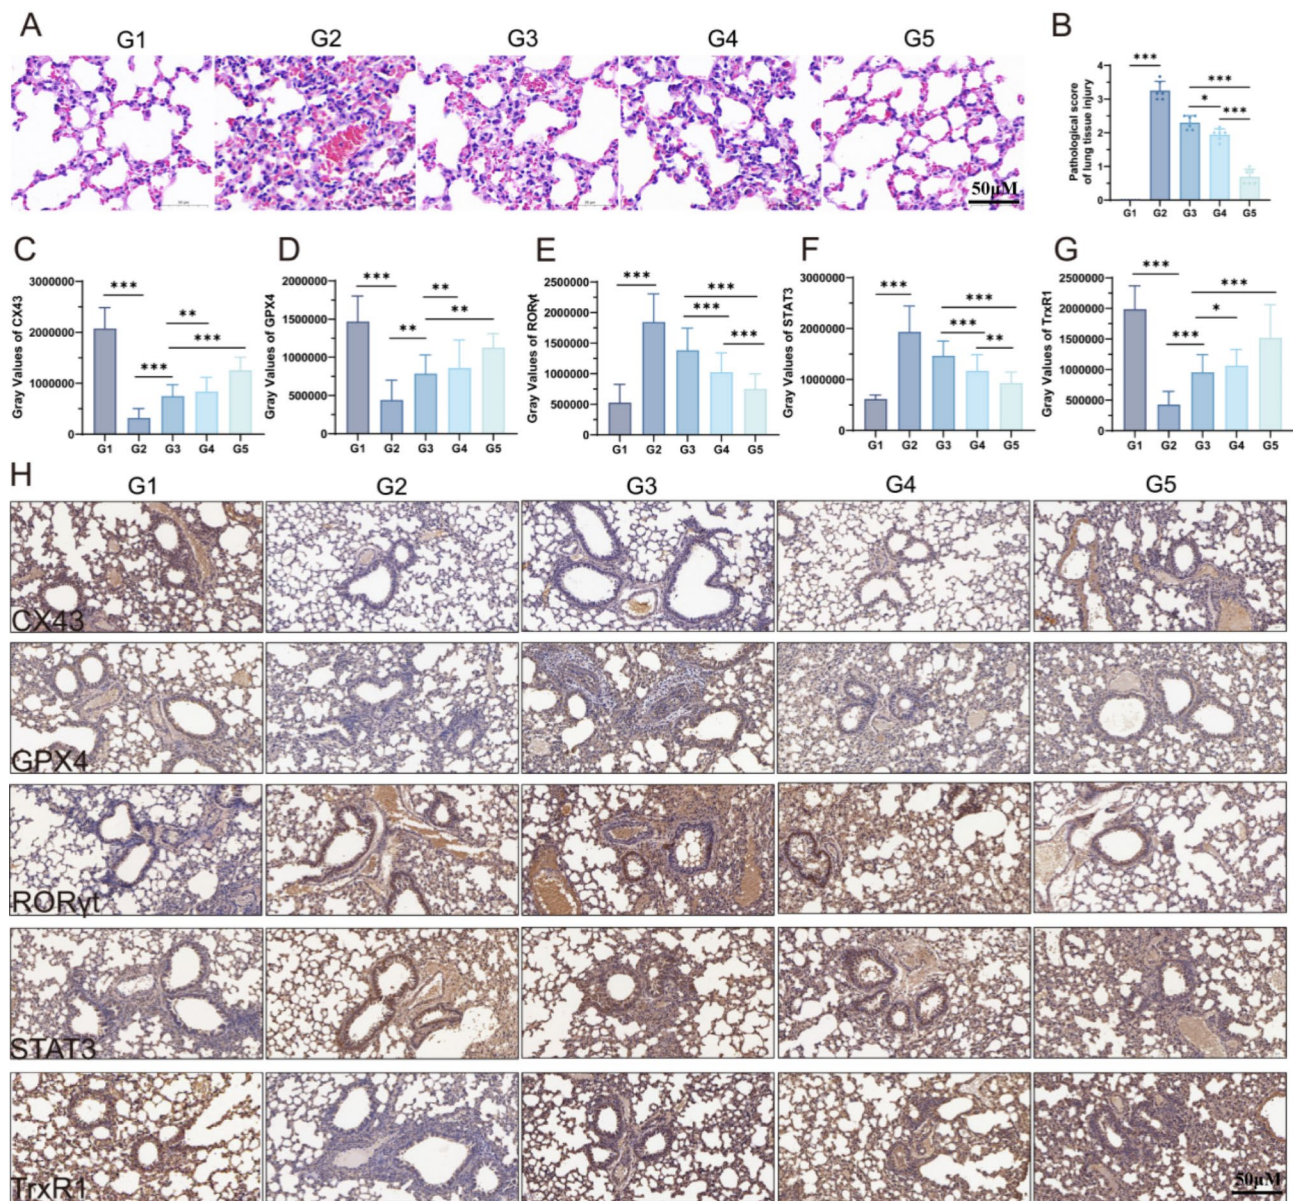 A
G1 G2 G3 G4 G5
50μM
B
Pathological score
of lung tissue injury
4
3
2
1
0
*** *** * ***
G1 G2 G3 G4 G5
C
Gray Values of CX43
3000000
2000000
1000000
0
*** *** ** ***
G1 G2 G3 G4 G5
D
Gray Values of GPX4
2000000
1500000
1000000
500000
0
*** ** ** **
G1 G2 G3 G4 G5
E
Gray Values of RORγt
2500000
2000000
1500000
1000000
500000
0
*** *** *** ***
G1 G2 G3 G4 G5
F
Gray Values of STAT3
3000000
2000000
1000000
0
*** *** *** **
G1 G2 G3 G4 G5
G
Gray Values of TrxR1
2500000
2000000
1500000
1000000
500000
0
*** *** * ***
G1 G2 G3 G4 G5
H
G1 G2 G3 G4 G5
CX43
GPX4
RORγt
STAT3
TrxR1
50μM